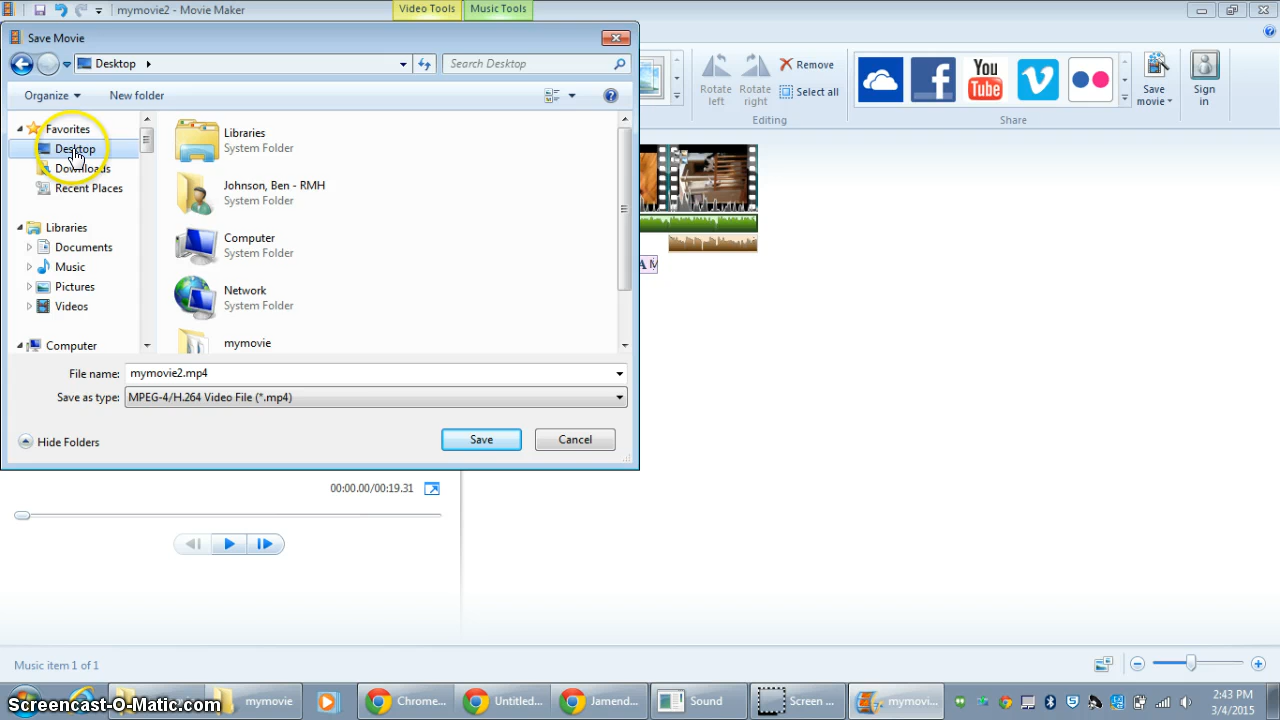 mymovie2 - Movie Maker
Video Tools
Music Tools
Save Movie
Desktop
Search Desktop
Organize
New folder
Favorites
Desktop
Downloads
Recent Places
Libraries
Documents
Music
Pictures
Videos
Computer
Libraries
System Folder
Johnson, Ben - RMH
System Folder
Computer
System Folder
Network
System Folder
mymovie
File name:
mymovie2.mp4
Save as type:
MPEG-4/H.264 Video File (*.mp4)
Hide Folders
Save
Cancel
Rotate left
Rotate right
Remove
Select all
Editing
You Tube
Share
Save movie
Sign in
00:00.00/00:19.31
Music item 1 of 1
mymovie
Chrome...
Untitled...
Jamend...
Sound
Screen ...
mymovi...
2:43 PM
3/4/2015
Screencast-O-Matic.com